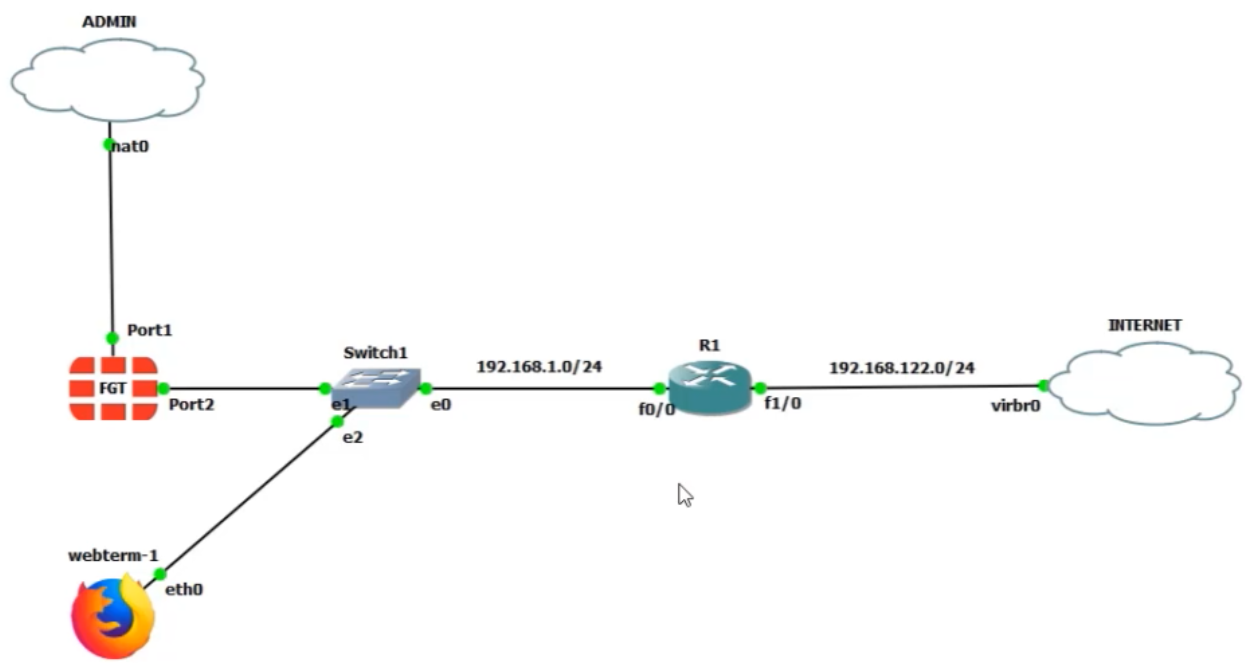 ADMIN
nat0
Port1
FGT
Port2
Switch1
e1
e0
e2
192.168.1.0/24
R1
f0/0
f1/0
192.168.122.0/24
INTERNET
virbr0
webterm-1
eth0